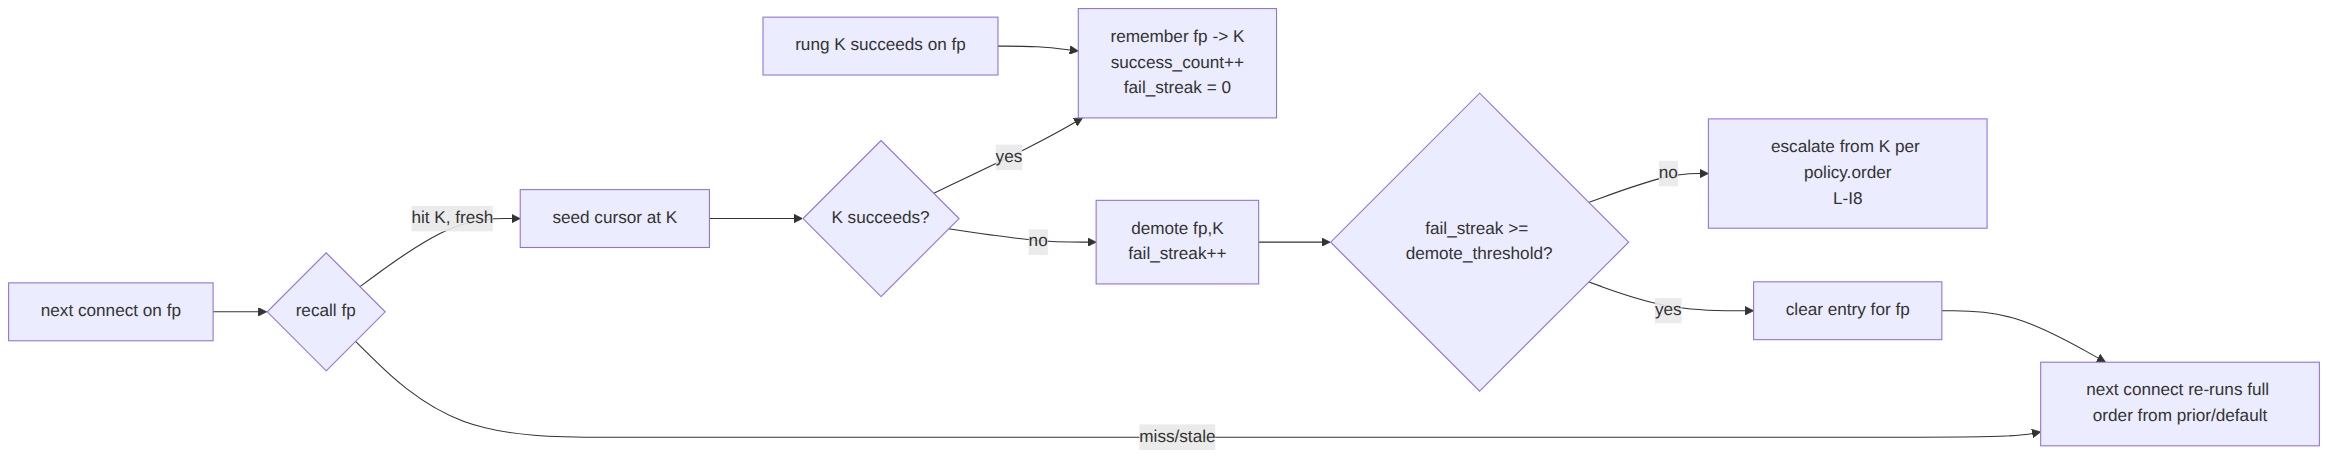 rung K succeeds on fp
remember fp -> K
success_count++
fail_streak = 0
next connect on fp
recall fp
hit K, fresh
seed cursor at K
K succeeds?
yes
no
demote fp,K
fail_streak++
fail_streak >=
demote_threshold?
no
escalate from K per
policy.order
L-I8
yes
clear entry for fp
miss/stale
next connect re-runs full
order from prior/default